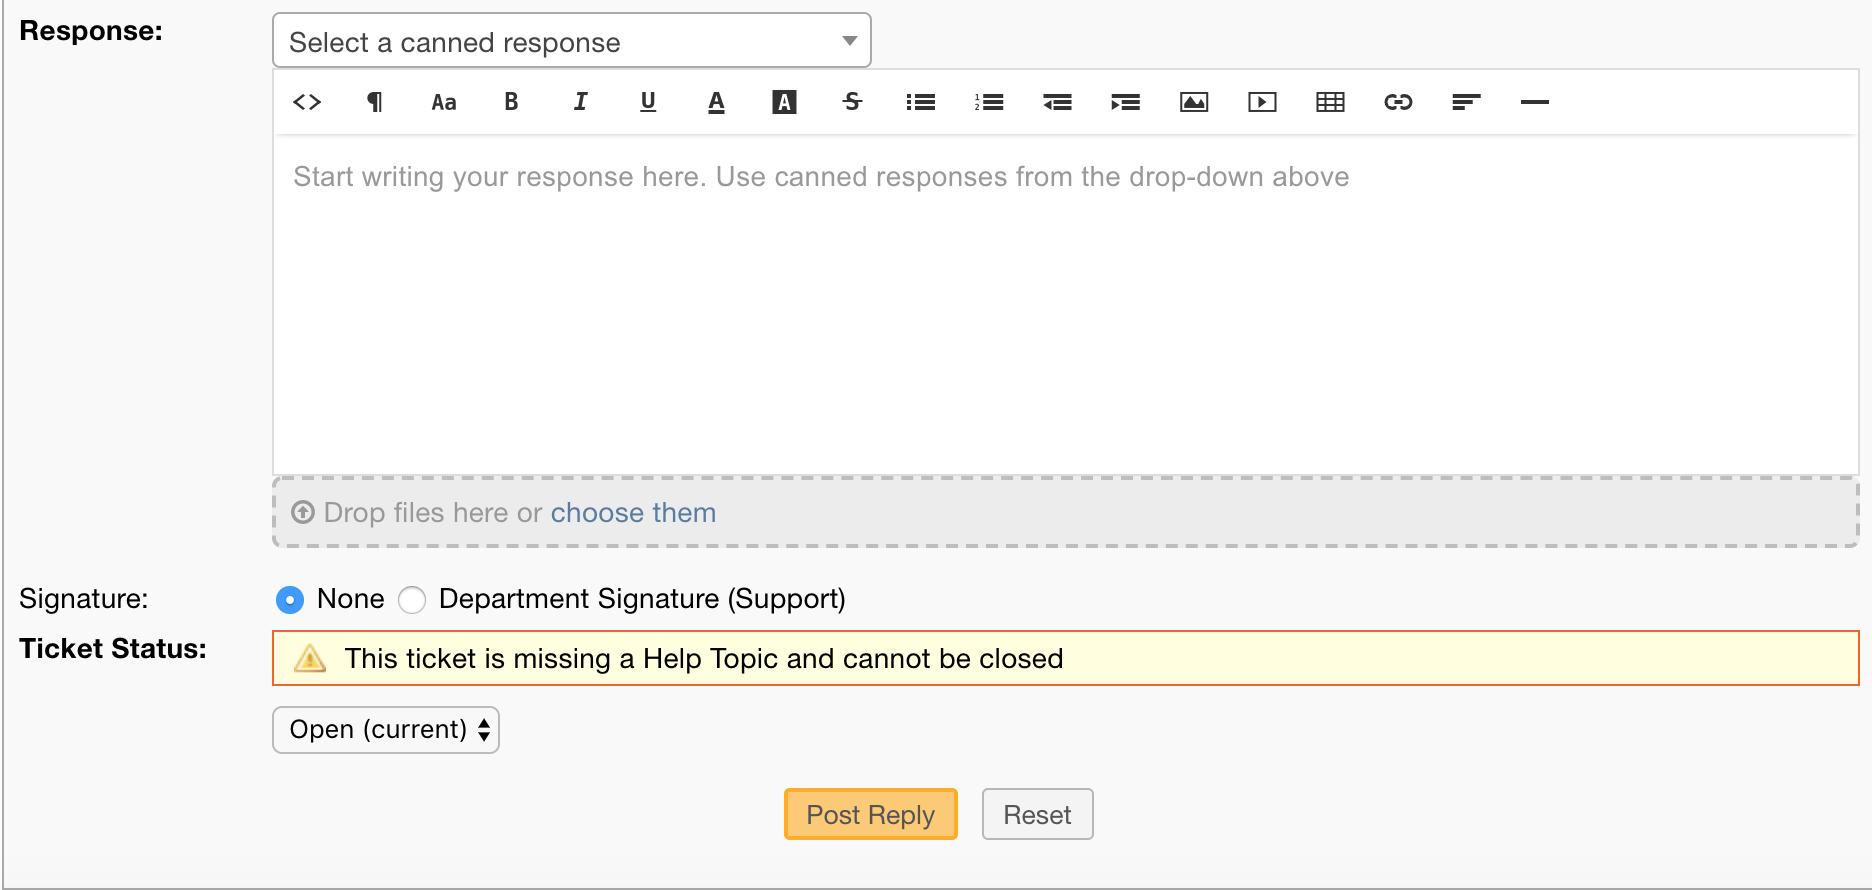 Response:
Select a canned response
<> ¶ Aa B I U A A S
Start writing your response here. Use canned responses from the drop-down above
Drop files here or choose them
Signature:
None Department Signature (Support)
Ticket Status:
This ticket is missing a Help Topic and cannot be closed
Open (current)
Post Reply Reset